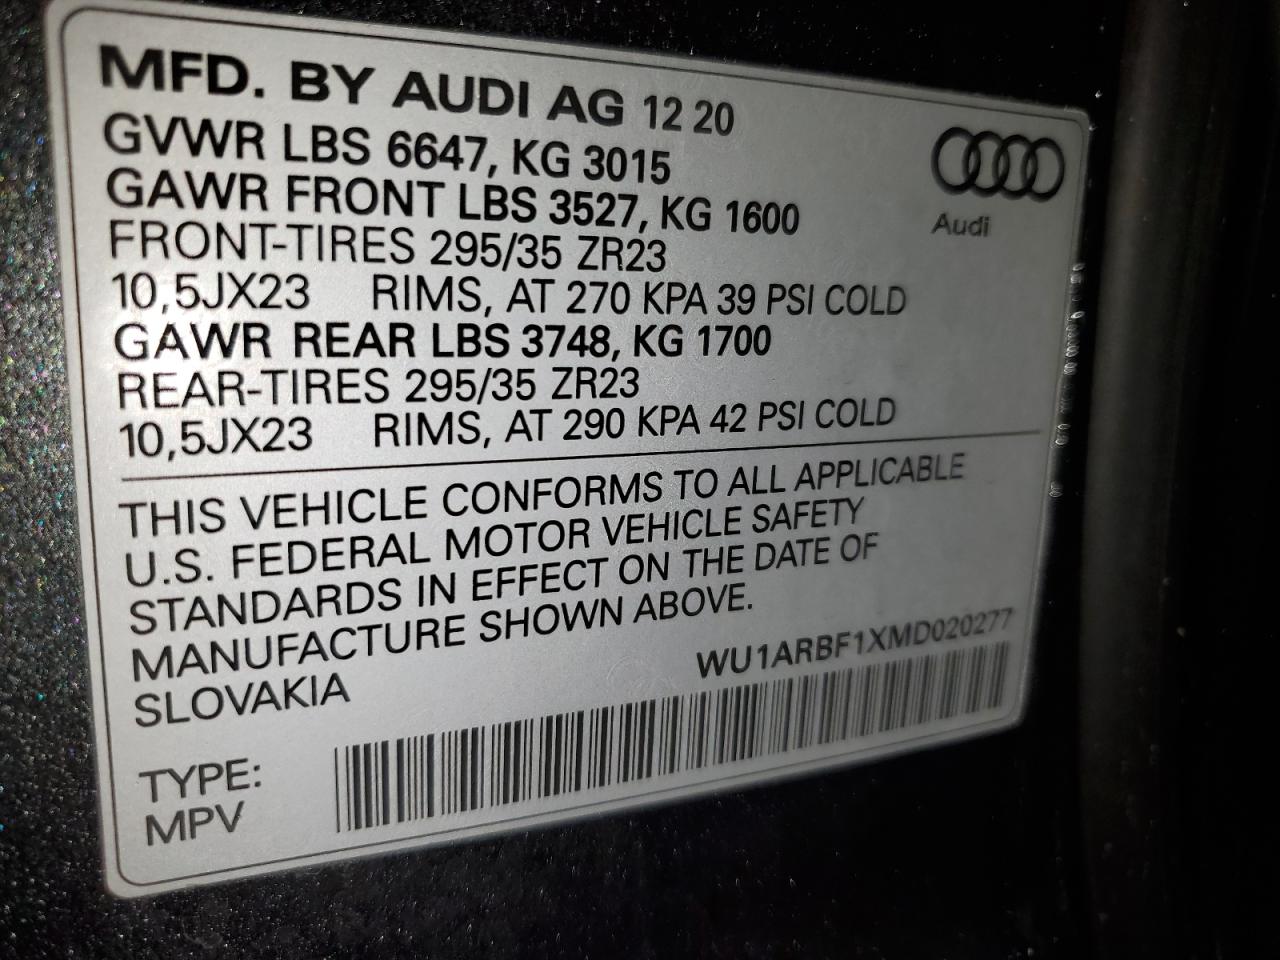 MFD. BY AUDI AG 12 20
GVWR LBS 6647, KG 3015
GAWR FRONT LBS 3527, KG 1600
FRONT-TIRES 295/35 ZR23
10,5JX23 RIMS, AT 270 KPA 39 PSI COLD
GAWR REAR LBS 3748, KG 1700
REAR-TIRES 295/35 ZR23
10,5JX23 RIMS, AT 290 KPA 42 PSI COLD
Audi
THIS VEHICLE CONFORMS TO ALL APPLICABLE
U.S. FEDERAL MOTOR VEHICLE SAFETY
STANDARDS IN EFFECT ON THE DATE OF
MANUFACTURE SHOWN ABOVE.
SLOVAKIA
WU1ARBF1XMD020277
TYPE:
MPV